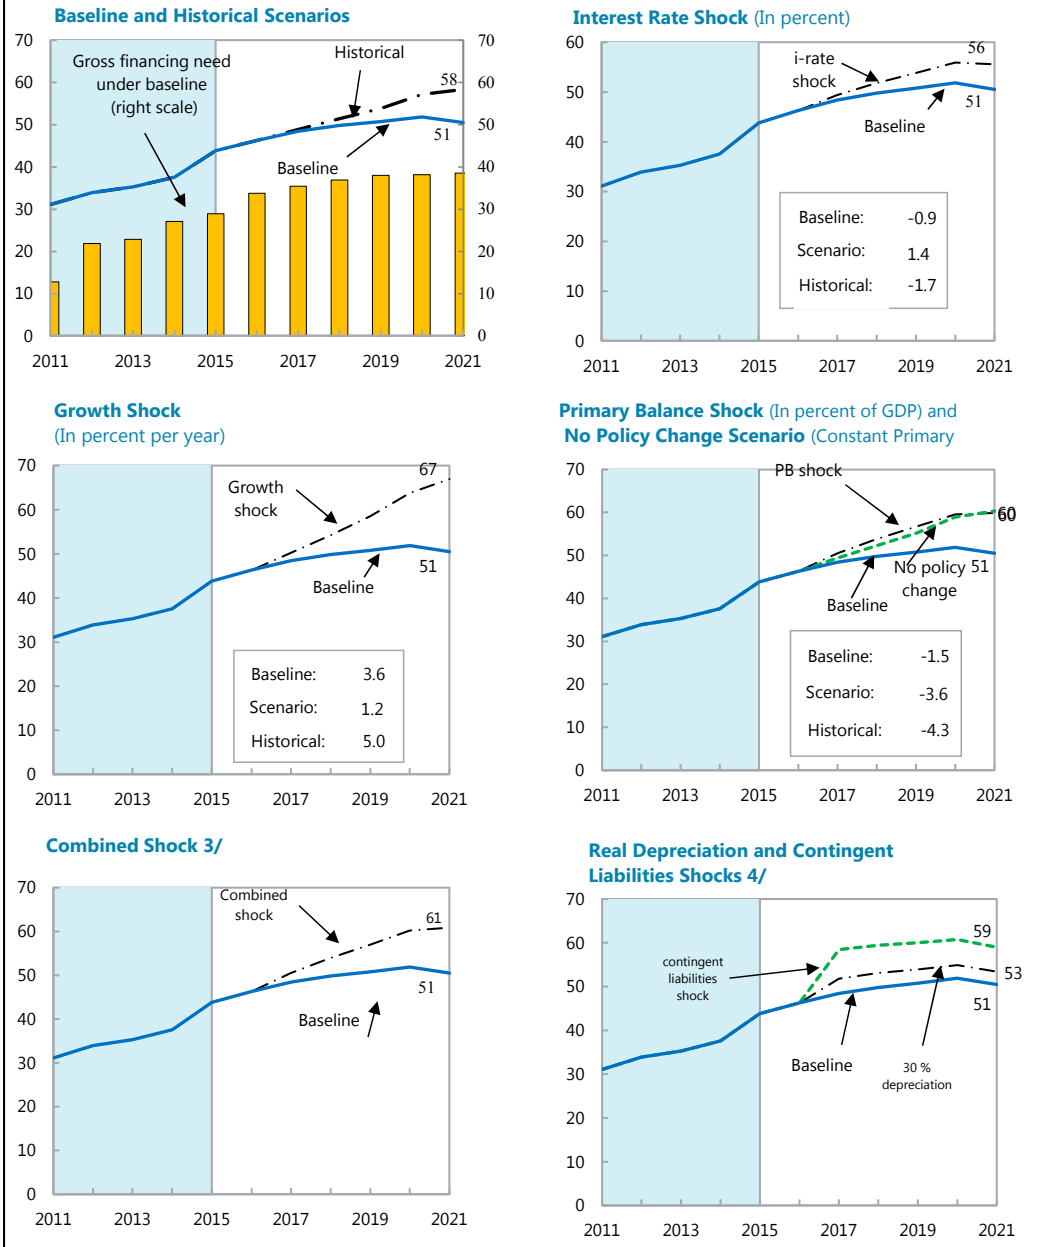 Baseline and Historical Scenarios
70
60
50
40
30
20
10
0
70
60
50
40
30
20
10
0
Gross financing need
under baseline
(right scale)
Historical
58
51
Baseline
2011 2013 2015 2017 2019 2021
Interest Rate Shock (In percent)
60
50
40
30
20
10
0
i-rate
shock
56
51
Baseline
Baseline: -0.9
Scenario: 1.4
Historical: -1.7
2011 2013 2015 2017 2019 2021
Growth Shock
(In percent per year)
70
60
50
40
30
20
10
0
Growth
shock
67
51
Baseline
Baseline: 3.6
Scenario: 1.2
Historical: 5.0
2011 2013 2015 2017 2019 2021
Primary Balance Shock (In percent of GDP) and
No Policy Change Scenario (Constant Primary
70
60
50
40
30
20
10
0
PB shock
60
60
No policy
change
51
Baseline
Baseline: -1.5
Scenario: -3.6
Historical: -4.3
2011 2013 2015 2017 2019 2021
Combined Shock 3/
70
60
50
40
30
20
10
0
Combined
shock
61
51
Baseline
2011 2013 2015 2017 2019 2021
Real Depreciation and Contingent
Liabilities Shocks 4/
70
60
50
40
30
20
10
0
contingent
liabilities
shock
59
53
51
Baseline
30 %
depreciation
2011 2013 2015 2017 2019 2021